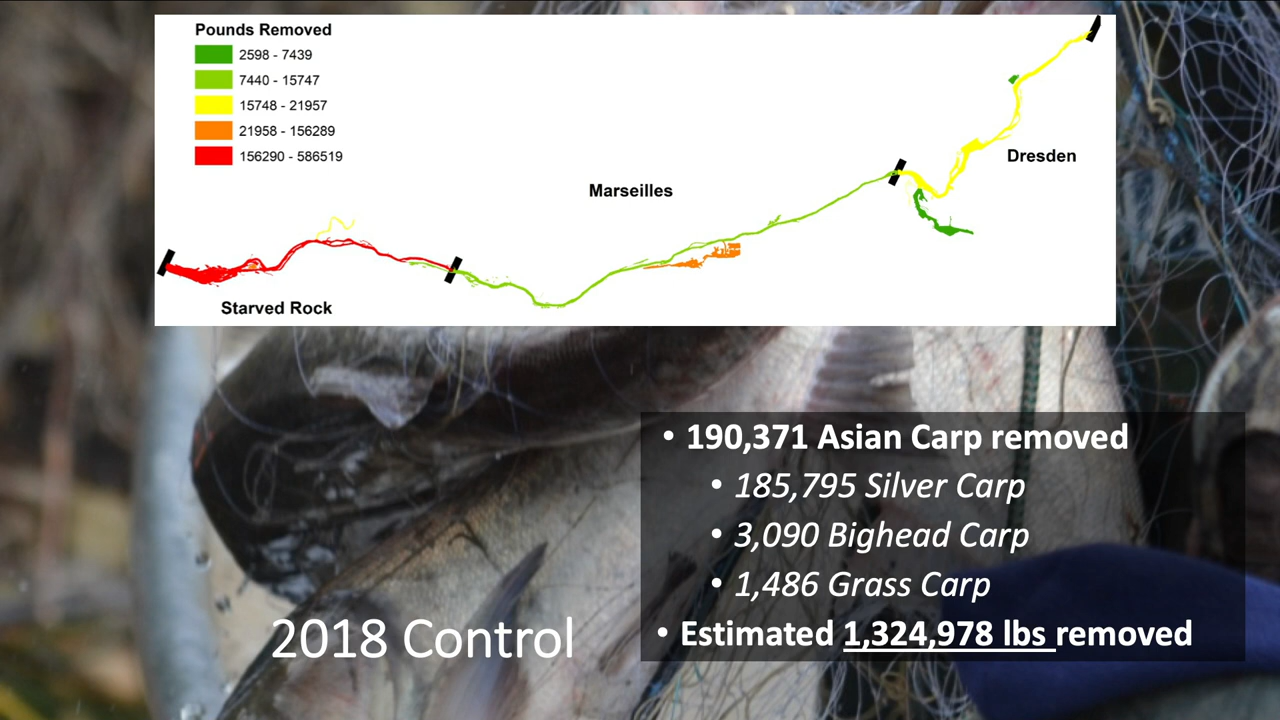 Pounds Removed
2598 - 7439
7440 - 15747
15748 - 21957
21958 - 156289
156290 - 586519
Dresden
Marseilles
Starved Rock
• 190,371 Asian Carp removed
• 185,795 Silver Carp
• 3,090 Bighead Carp
• 1,486 Grass Carp
• Estimated 1,324,978 lbs removed
2018 Control